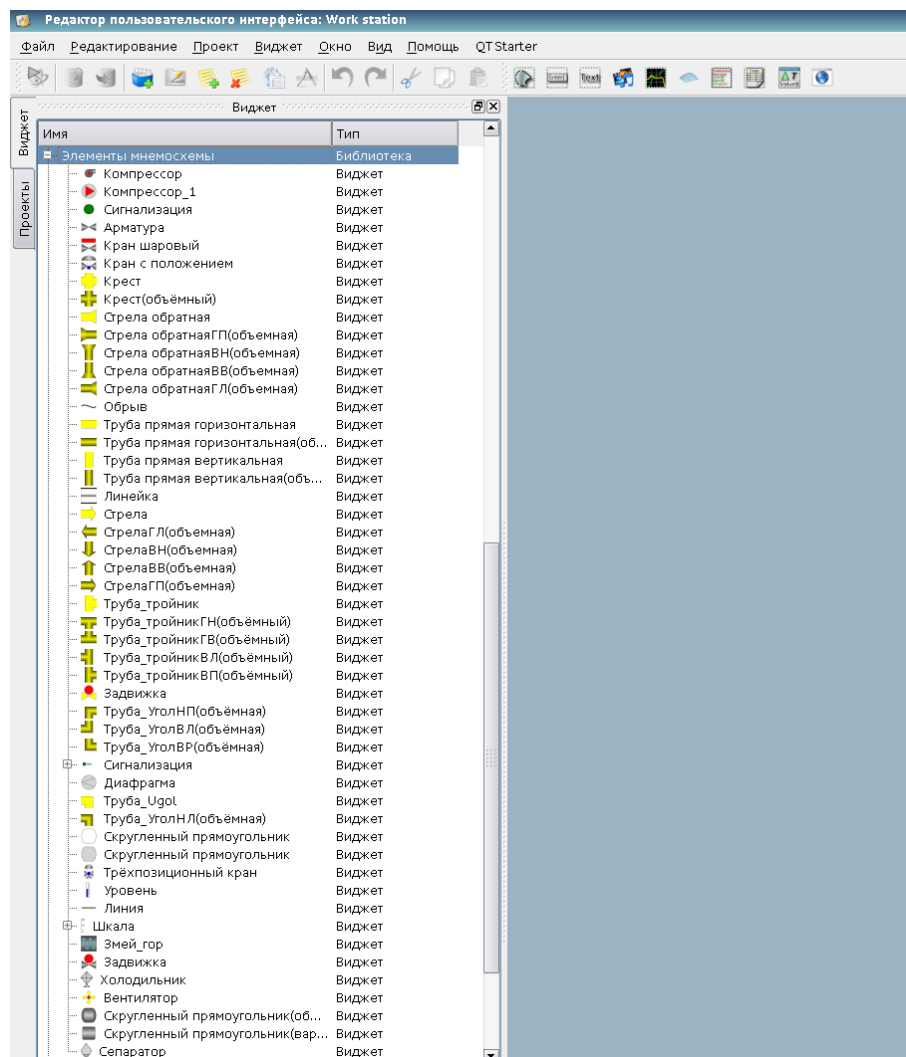 Редактор пользовательского интерфейса: Work station
Файл Редактирование Проект Виджет Окно Вид Помощь QTStarter
Text
Виджет
Виджет
Проекты
Имя Тип
Элементы мнемосхемы Библиотека
Компрессор Виджет
Компрессор_1 Виджет
Сигнализация Виджет
Арматура Виджет
Кран шаровый Виджет
Кран с положением Виджет
Крест Виджет
Крест(объёмный) Виджет
Стрела обратная Виджет
Стрела обратнаяГП(объемная) Виджет
Стрела обратнаяВН(объемная) Виджет
Стрела обратнаяВВ(объемная) Виджет
Стрела обратнаяГЛ(объемная) Виджет
Обрыв Виджет
Труба прямая горизонтальная Виджет
Труба прямая горизонтальная(об... Виджет
Труба прямая вертикальная Виджет
Труба прямая вертикальная(объ... Виджет
Линейка Виджет
Стрела Виджет
СтрелаГЛ(объемная) Виджет
СтрелаВН(объемная) Виджет
СтрелаВВ(объемная) Виджет
СтрелаГП(объемная) Виджет
Труба_тройник Виджет
Труба_тройникГН(объёмный) Виджет
Труба_тройникГВ(объёмный) Виджет
Труба_тройникВЛ(объёмный) Виджет
Труба_тройникВП(объёмный) Виджет
Задвижка Виджет
Труба_УголНП(объёмная) Виджет
Труба_УголВЛ(объёмная) Виджет
Труба_УголВР(объёмная) Виджет
Сигнализация Виджет
Диафрагма Виджет
Труба_Ugol Виджет
Труба_УголНЛ(объёмная) Виджет
Скругленный прямоугольник Виджет
Скругленный прямоугольник Виджет
Трёхпозиционный кран Виджет
Уровень Виджет
Линия Виджет
Шкала Виджет
Змей_гор Виджет
Задвижка Виджет
Холодильник Виджет
Вентилятор Виджет
Скругленный прямоугольник(об... Виджет
Скругленный прямоугольник(вар... Виджет
Сепаратор Виджет